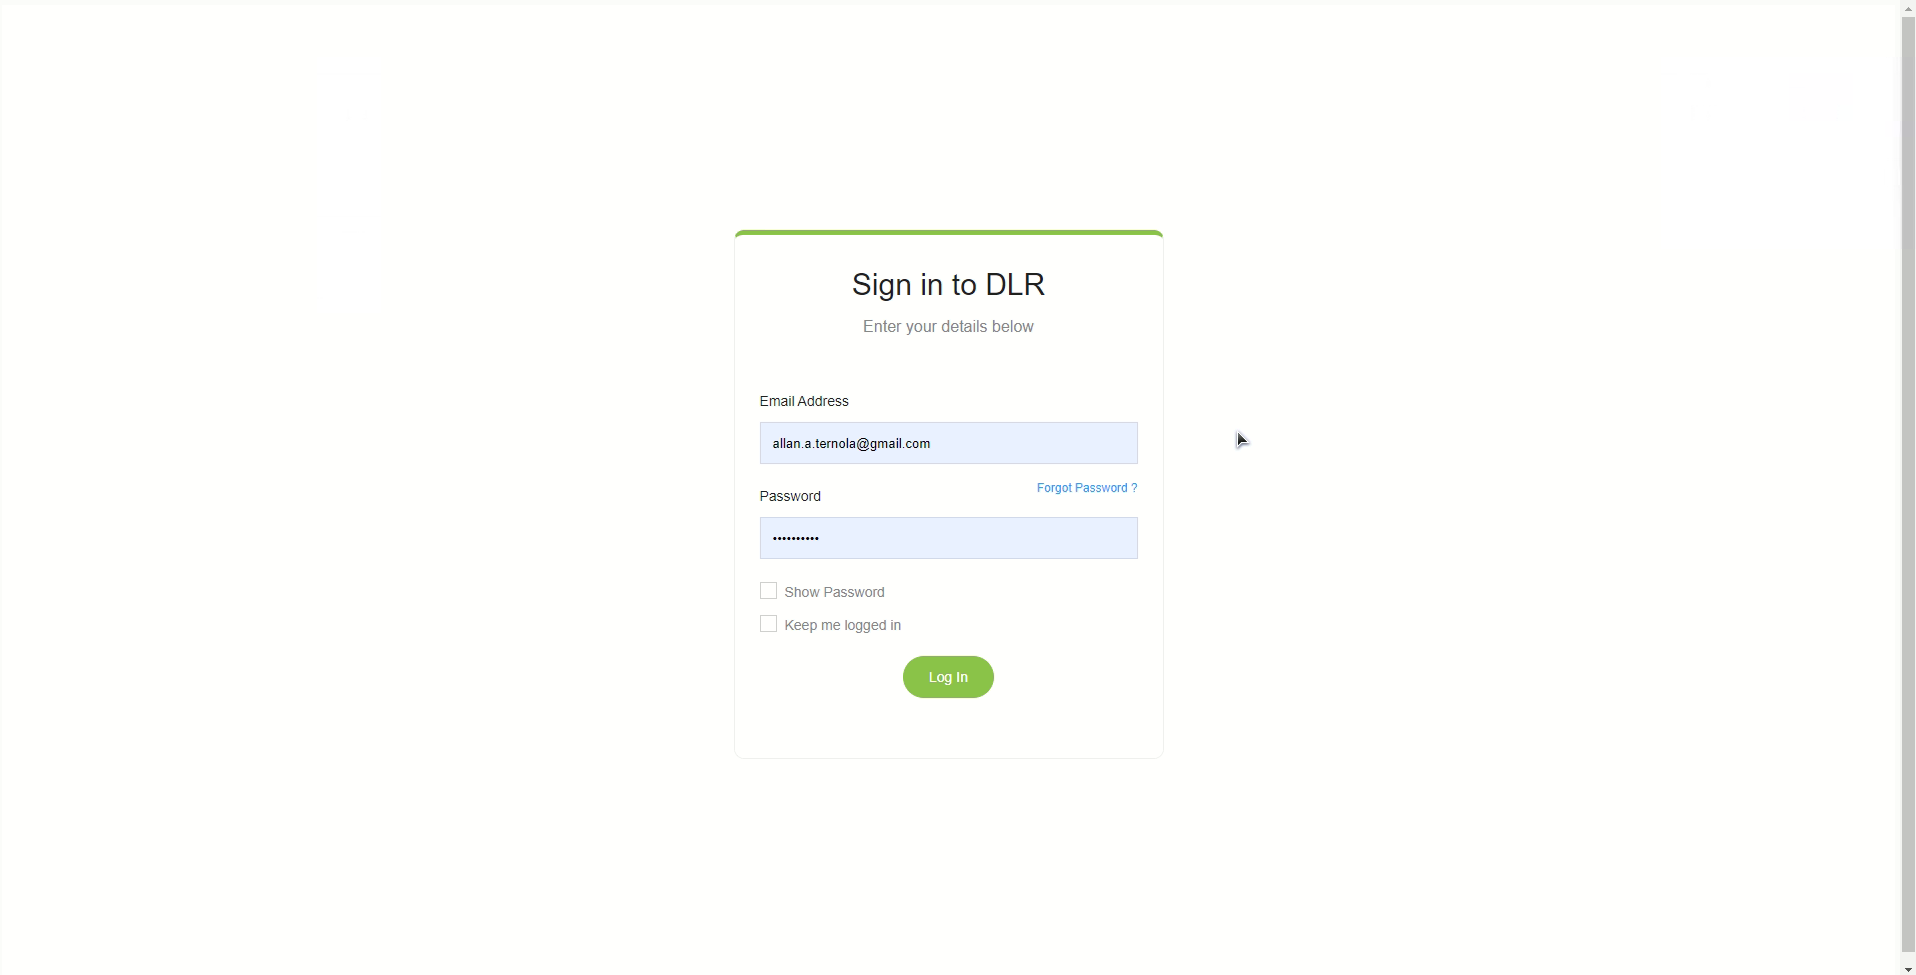 Sign in to DLR
Enter your details below
Email Address
allan.a.ternola@gmail.com
Forgot Password ?
Password
••••••••••
Show Password
Keep me logged in
Log In